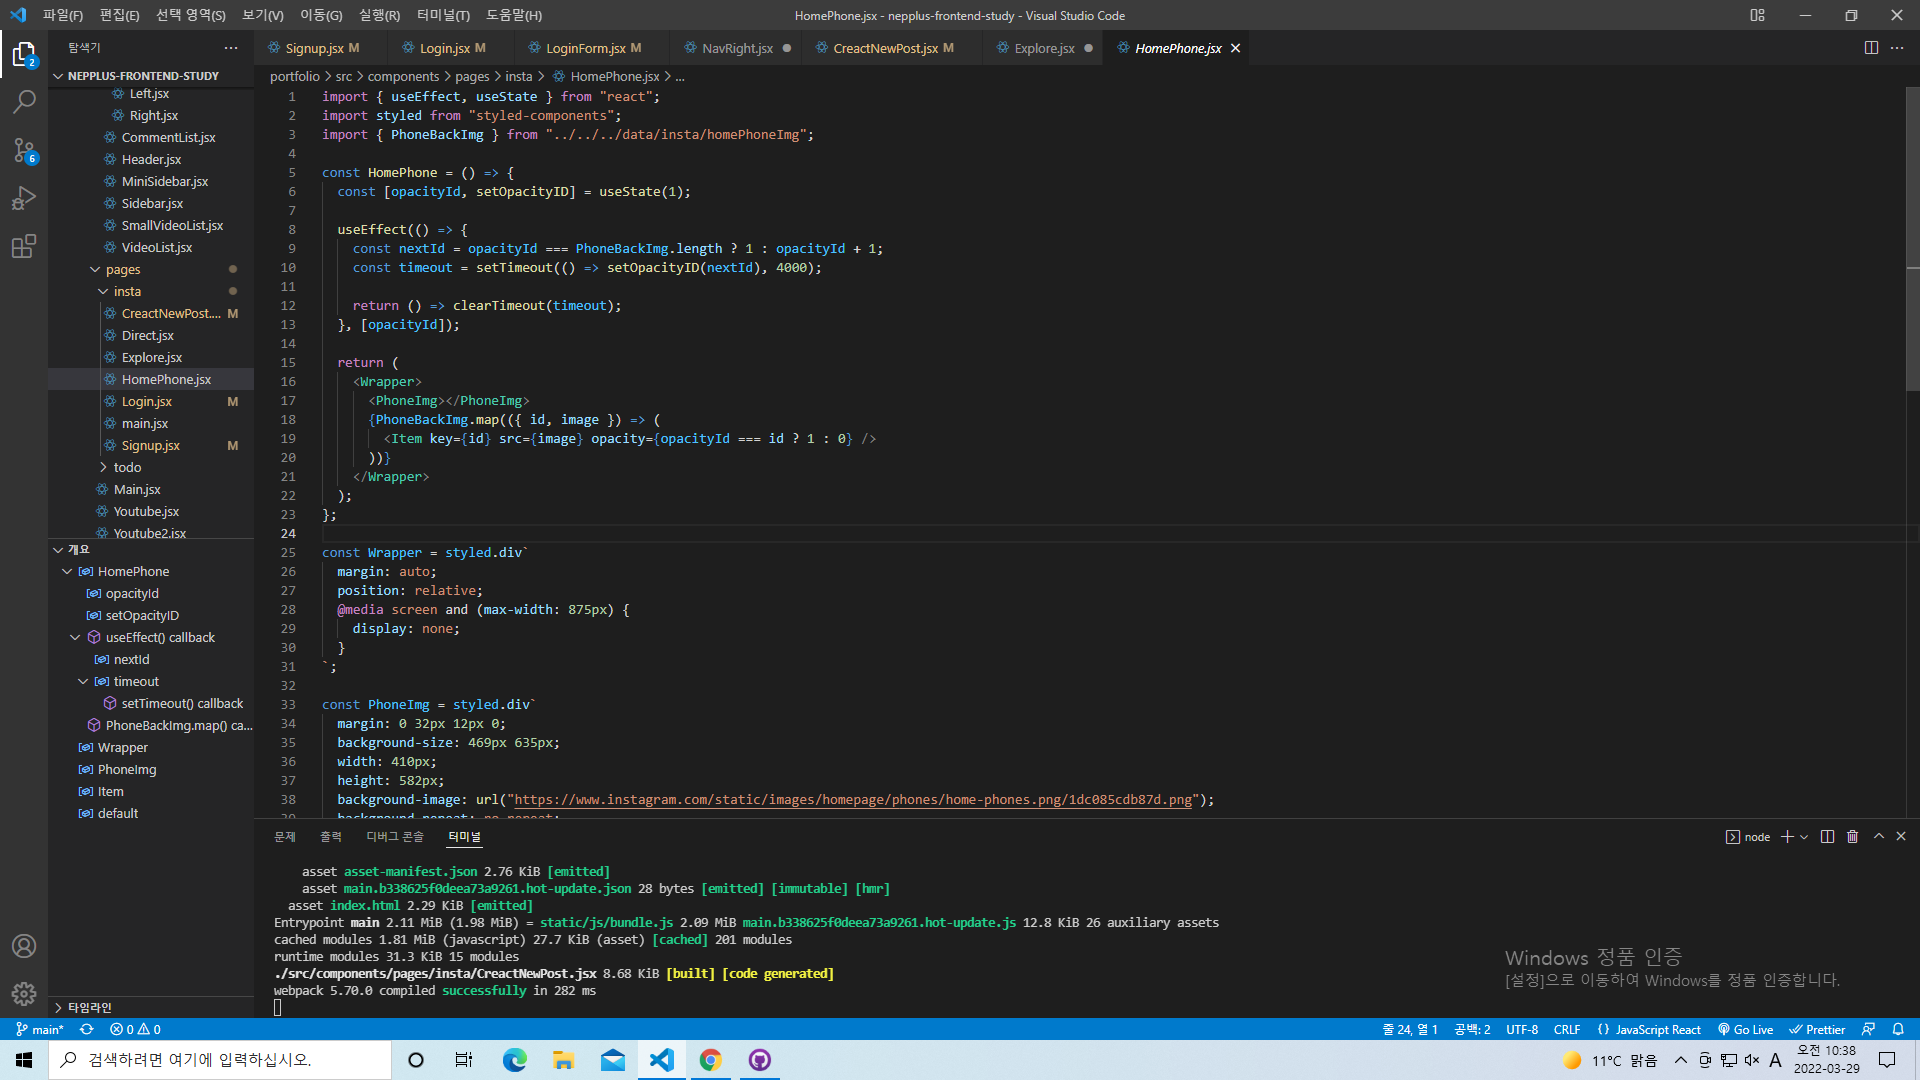 파일(F) 편집(E) 선택 영역(S) 보기(V) 이동(G) 실행(R) 터미널(T) 도움말(H)
HomePhone.jsx - nepplus-frontend-study - Visual Studio Code
탐색기
Signup.jsx M
Login.jsx M
LoginForm.jsx M
NavRight.jsx
CreactNewPost.jsx M
Explore.jsx
HomePhone.jsx
2
6
NEPPLUS-FRONTEND-STUDY
Left.jsx
Right.jsx
CommentList.jsx
Header.jsx
MiniSidebar.jsx
Sidebar.jsx
SmallVideoList.jsx
VideoList.jsx
pages
insta
CreactNewPost.... M
Direct.jsx
Explore.jsx
HomePhone.jsx
Login.jsx M
main.jsx
Signup.jsx M
todo
Main.jsx
Youtube.jsx
Youtube2.jsx
개요
HomePhone
opacityId
setOpacityID
useEffect() callback
nextId
timeout
setTimeout() callback
PhoneBackImg.map() ca...
Wrapper
PhoneImg
Item
default
타임라인
portfolio > src > components > pages > insta > HomePhone.jsx > ...
1 import { useEffect, useState } from "react";
2 import styled from "styled-components";
3 import { PhoneBackImg } from "../../../data/insta/homePhoneImg";
4
5 const HomePhone = () => {
6 const [opacityId, setOpacityID] = useState(1);
7
8 useEffect(() => {
9 const nextId = opacityId === PhoneBackImg.length ? 1 : opacityId + 1;
10 const timeout = setTimeout(() => setOpacityID(nextId), 4000);
11
12 return () => clearTimeout(timeout);
13 }, [opacityId]);
14
15 return (
16 <Wrapper>
17 <PhoneImg></PhoneImg>
18 {PhoneBackImg.map(({ id, image }) => (
19 <Item key={id} src={image} opacity={opacityId === id ? 1 : 0} />
20 ))}
21 </Wrapper>
22 );
23 };
24
25 const Wrapper = styled.div`
26 margin: auto;
27 position: relative;
28 @media screen and (max-width: 875px) {
29 display: none;
30 }
31 `;
32
33 const PhoneImg = styled.div`
34 margin: 0 32px 12px 0;
35 background-size: 469px 635px;
36 width: 410px;
37 height: 582px;
38 background-image: url("https://www.instagram.com/static/images/homepage/phones/home-phones.png/1dc085cdb87d.png");
39 background-repeat: no-repeat;
문제 출력 디버그 콘솔 터미널
node
asset asset-manifest.json 2.76 KiB [emitted]
asset main.b338625f0deea73a9261.hot-update.json 28 bytes [emitted] [immutable] [hmr]
asset index.html 2.29 KiB [emitted]
Entrypoint main 2.11 MiB (1.98 MiB) = static/js/bundle.js 2.09 MiB main.b338625f0deea73a9261.hot-update.js 12.8 KiB 26 auxiliary assets
cached modules 1.81 MiB (javascript) 27.7 KiB (asset) [cached] 201 modules
runtime modules 31.3 KiB 15 modules
./src/components/pages/insta/CreactNewPost.jsx 8.68 KiB [built] [code generated]
webpack 5.70.0 compiled successfully in 282 ms
Windows 정품 인증
[설정]으로 이동하여 Windows를 정품 인증합니다.
main* 0 0
줄 24, 열 1 공백: 2 UTF-8 CRLF {} JavaScript React Go Live Prettier
검색하려면 여기에 입력하십시오.
11°C 맑음
A
오전 10:38
2022-03-29